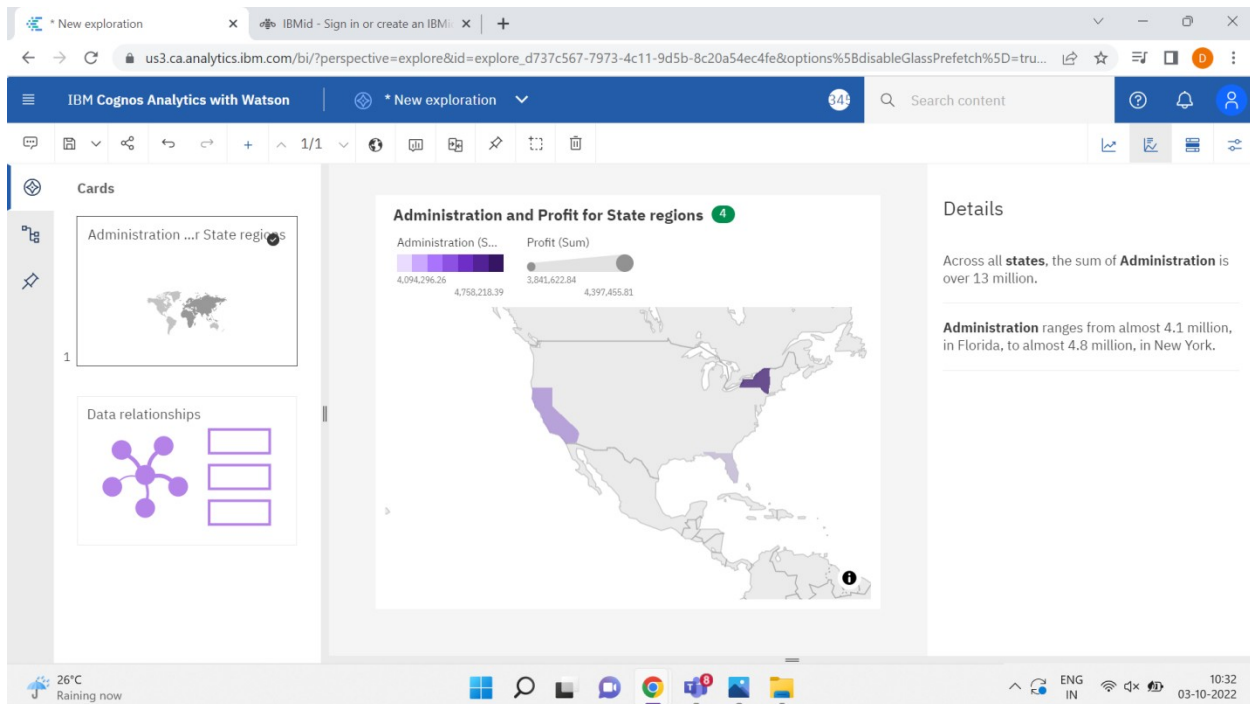 * New exploration
IBMid - Sign in or create an IBMi
us3.ca.analytics.ibm.com/bi/?perspective=explore&id=explore_d737c567-7973-4c11-9d5b-8c20a54ec4fe&options%5BdisableGlassPrefetch%5D=tru...
D
IBM Cognos Analytics with Watson
* New exploration
Search content
1/1
Cards
Administration ...r State regions
1
Data relationships
Administration and Profit for State regions 4
Administration (S... Profit (Sum)
4,094,296.26 3,841,622.84
4,758,218.39 4,397,455.81
Details
Across all states, the sum of Administration is
over 13 million.
Administration ranges from almost 4.1 million,
in Florida, to almost 4.8 million, in New York.
26°C
Raining now
8
ENG
IN
10:32
03-10-2022